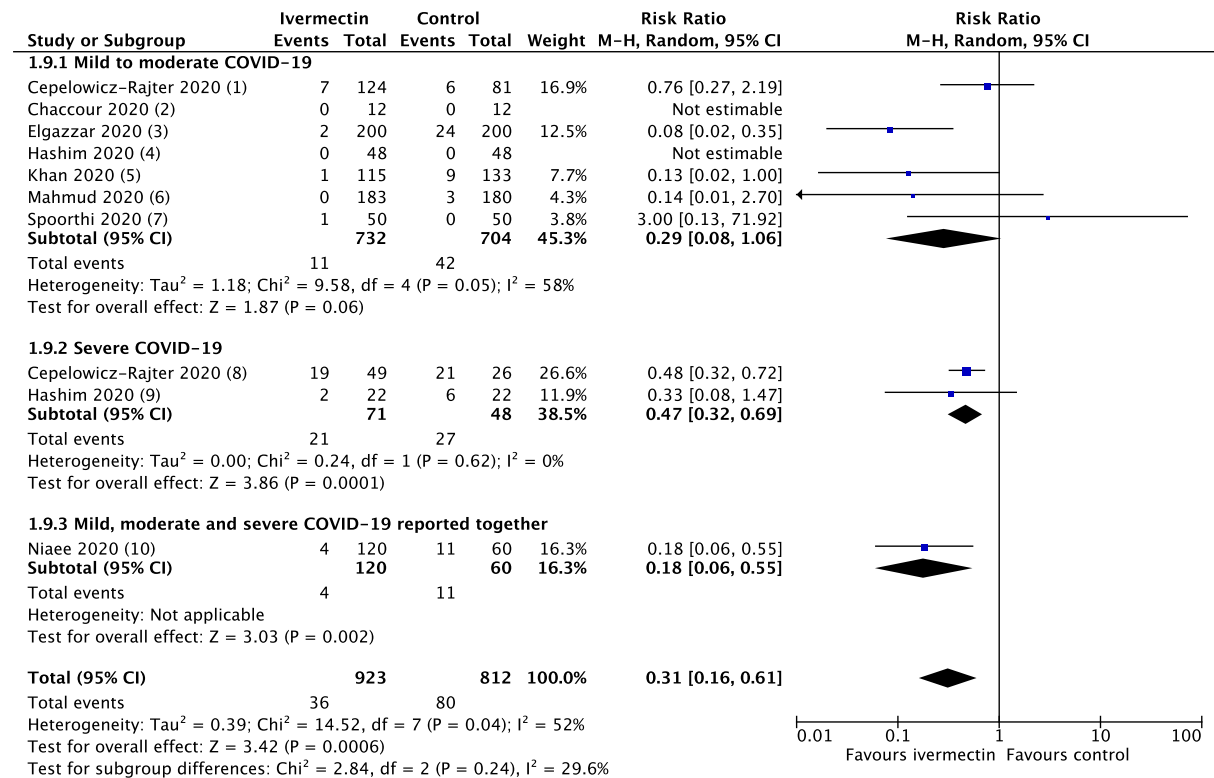 Ivermectin Control Risk Ratio Risk Ratio
Study or Subgroup Events Total Events Total Weight M-H, Random, 95% CI M-H, Random, 95% CI
1.9.1 Mild to moderate COVID-19
Cepelowicz-Rajter 2020 (1) 7 124 6 81 16.9% 0.76 [0.27, 2.19]
Chaccour 2020 (2) 0 12 0 12 Not estimable
Elgazzar 2020 (3) 2 200 24 200 12.5% 0.08 [0.02, 0.35]
Hashim 2020 (4) 0 48 0 48 Not estimable
Khan 2020 (5) 1 115 9 133 7.7% 0.13 [0.02, 1.00]
Mahmud 2020 (6) 0 183 3 180 4.3% 0.14 [0.01, 2.70]
Spoorthi 2020 (7) 1 50 0 50 3.8% 3.00 [0.13, 71.92]
Subtotal (95% CI) 732 704 45.3% 0.29 [0.08, 1.06]
Total events 11 42
Heterogeneity: Tau² = 1.18; Chi² = 9.58, df = 4 (P = 0.05); I² = 58%
Test for overall effect: Z = 1.87 (P = 0.06)
1.9.2 Severe COVID-19
Cepelowicz-Rajter 2020 (8) 19 49 21 26 26.6% 0.48 [0.32, 0.72]
Hashim 2020 (9) 2 22 6 22 11.9% 0.33 [0.08, 1.47]
Subtotal (95% CI) 71 48 38.5% 0.47 [0.32, 0.69]
Total events 21 27
Heterogeneity: Tau² = 0.00; Chi² = 0.24, df = 1 (P = 0.62); I² = 0%
Test for overall effect: Z = 3.86 (P = 0.0001)
1.9.3 Mild, moderate and severe COVID-19 reported together
Niaee 2020 (10) 4 120 11 60 16.3% 0.18 [0.06, 0.55]
Subtotal (95% CI) 120 60 16.3% 0.18 [0.06, 0.55]
Total events 4 11
Heterogeneity: Not applicable
Test for overall effect: Z = 3.03 (P = 0.002)
Total (95% CI) 923 812 100.0% 0.31 [0.16, 0.61]
Total events 36 80
Heterogeneity: Tau² = 0.39; Chi² = 14.52, df = 7 (P = 0.04); I² = 52%
Test for overall effect: Z = 3.42 (P = 0.0006)
Test for subgroup differences: Chi² = 2.84, df = 2 (P = 0.24), I² = 29.6%
0.01 0.1 1 10 100
Favours ivermectin Favours control